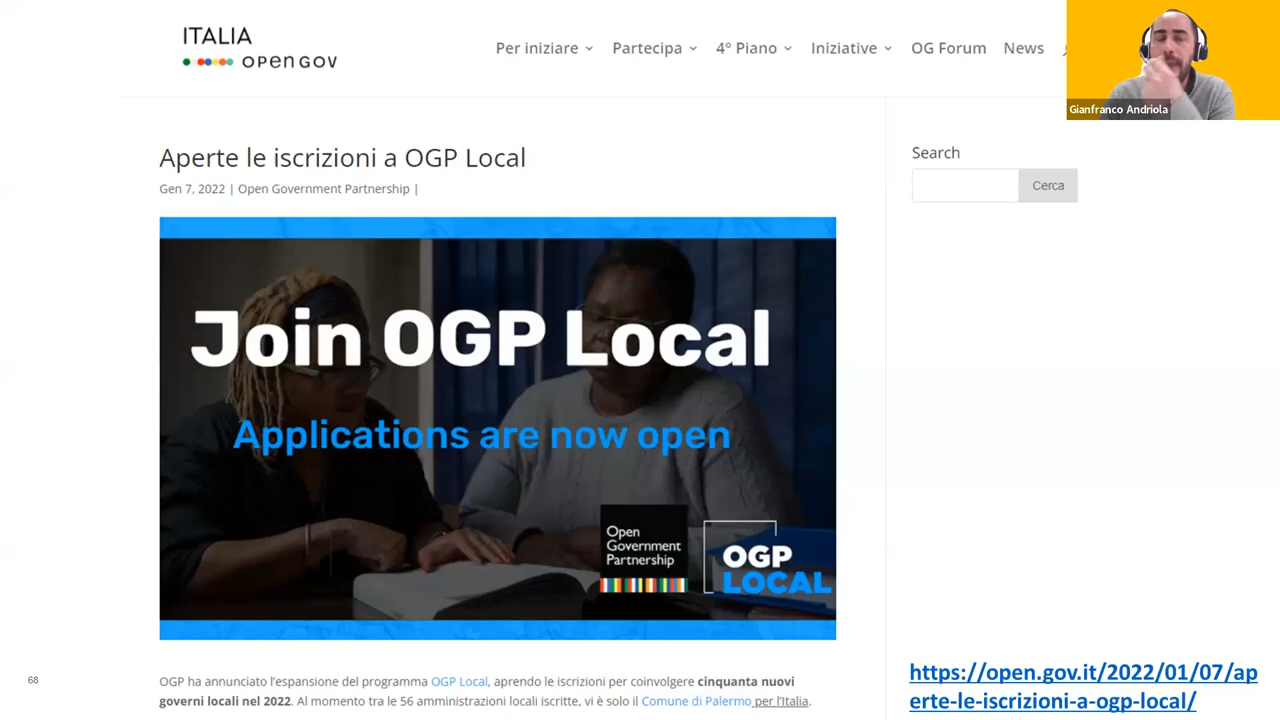 ITALIA
OPEN GOV
Per iniziare
Partecipa
4° Piano
Iniziative
OG Forum
News
Gianfranco Andriola
Aperte le iscrizioni a OGP Local
Gen 7, 2022 | Open Government Partnership |
Search
Cerca
Join OGP Local
Applications are now open
Open
Government
Partnership
OGP
LOCAL
OGP ha annunciato l'espansione del programma OGP Local, aprendo le iscrizioni per coinvolgere cinquanta nuovi
governi locali nel 2022. Al momento tra le 56 amministrazioni locali iscritte, vi è solo il Comune di Palermo per l'Italia.
68
https://open.gov.it/2022/01/07/ap
erte-le-iscrizioni-a-ogp-local/